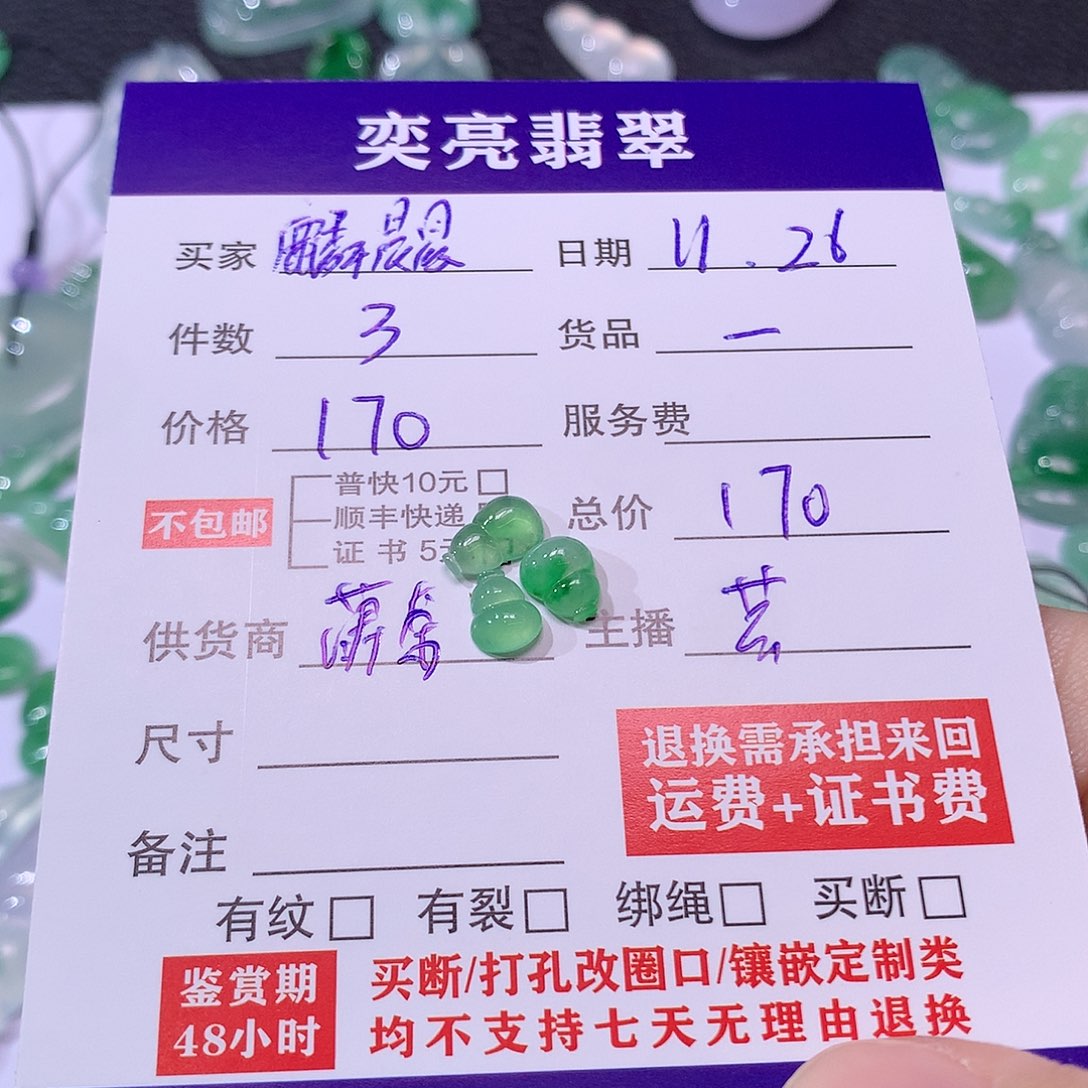 奕亮翡翠
买家 日期 11.26
件数 3 货品 一
价格 170 服务费
普快10元
不包邮 顺丰快递 总价 170
证书 5
供货商 主播 芸
尺寸
退换需承担来回
运费+证书费
备注
有纹 有裂 绑绳 买断
鉴赏期 买断/打孔改圈口/镶嵌定制类
48小时 均不支持七天无理由退换